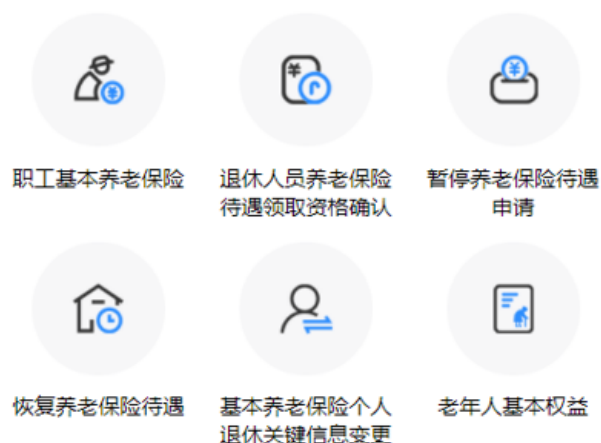 职工基本养老保险
退休人员养老保险
待遇领取资格确认
暂停养老保险待遇
申请
恢复养老保险待遇
基本养老保险个人
退休关键信息变更
老年人基本权益